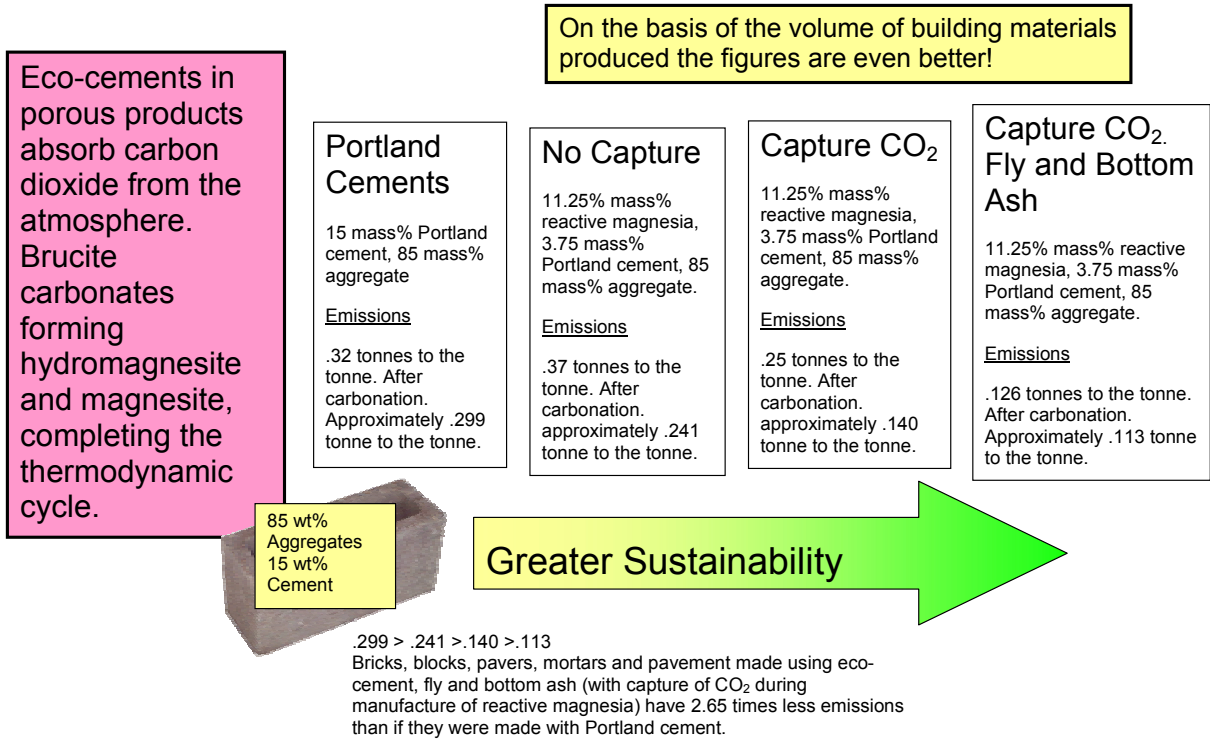 On the basis of the volume of building materials
produced the figures are even better!
Eco-cements in
porous products
absorb carbon
dioxide from the
atmosphere.
Brucite
carbonates
forming
hydromagnesite
and magnesite,
completing the
thermodynamic
cycle.
Portland
Cements
15 mass% Portland
cement, 85 mass%
aggregate
Emissions
.32 tonnes to the
tonne. After
carbonation.
Approximately .299
tonne to the tonne.
No Capture
11.25% mass%
reactive magnesia,
3.75 mass%
Portland cement, 85
mass% aggregate.
Emissions
.37 tonnes to the
tonne. After
carbonation.
approximately .241
tonne to the tonne.
Capture CO₂
11.25% mass%
reactive magnesia,
3.75 mass% Portland
cement, 85 mass%
aggregate.
Emissions
.25 tonnes to the
tonne. After
carbonation.
approximately .140
tonne to the tonne.
Capture CO₂.
Fly and Bottom
Ash
11.25% mass% reactive
magnesia, 3.75 mass%
Portland cement, 85
mass% aggregate.
Emissions
.126 tonnes to the tonne.
After carbonation.
Approximately .113 tonne
to the tonne.
85 wt%
Aggregates
15 wt%
Cement
Greater Sustainability
.299 > .241 >.140 >.113
Bricks, blocks, pavers, mortars and pavement made using eco-
cement, fly and bottom ash (with capture of CO₂ during
manufacture of reactive magnesia) have 2.65 times less emissions
than if they were made with Portland cement.